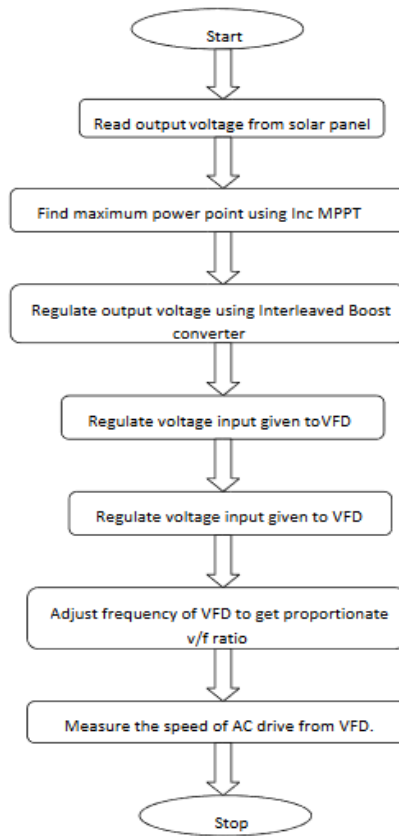 Start
Read output voltage from solar panel
Find maximum power point using Inc MPPT
Regulate output voltage using Interleaved Boost
converter
Regulate voltage input given toVFD
Regulate voltage input given to VFD
Adjust frequency of VFD to get proportionate
v/f ratio
Measure the speed of AC drive from VFD.
Stop